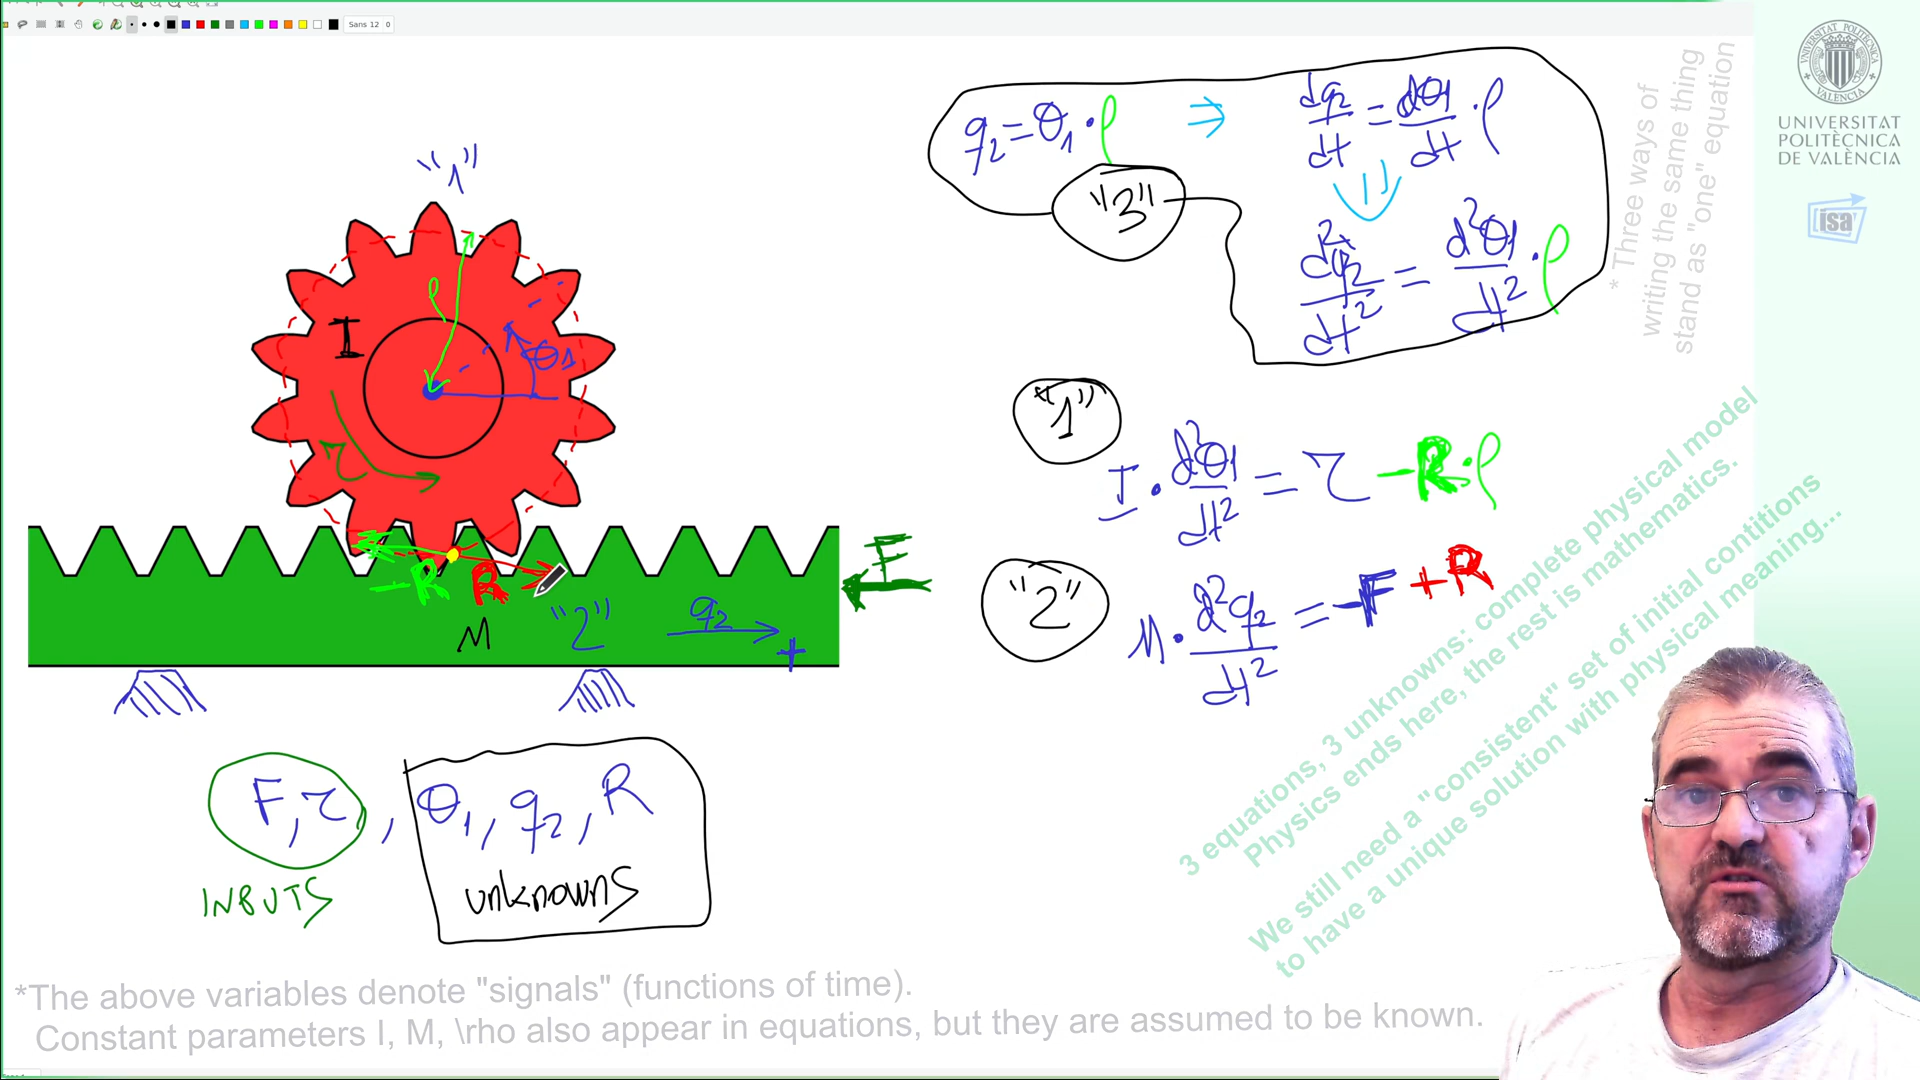 Sans 12
"1"
ρ
I
θ₁
τ
-R
R
F
M
"2"
q₂
+
F, τ, θ₁, q₂, R
INPUTS
unknowns
*The above variables denote "signals" (functions of time).
Constant parameters I, M, \rho also appear in equations, but they are assumed to be known.
q₂ = θ₁ · ρ ⇒ dq₂/dt = dθ₁/dt · ρ
"3"
d²q₂/dt² = d²θ₁/dt² · ρ
* Three ways of
writing the same thing
stand as "one" equation
"1"
I · d²θ₁/dt² = τ - R · ρ
"2"
M · d²q₂/dt² = -F + R
3 equations, 3 unknowns: complete physical model
Physics ends here, the rest is mathematics.
We still need a "consistent" set of initial contitions
to have a unique solution with physical meaning...
UNIVERSITAT
POLITÈCNICA
DE VALÈNCIA
isa